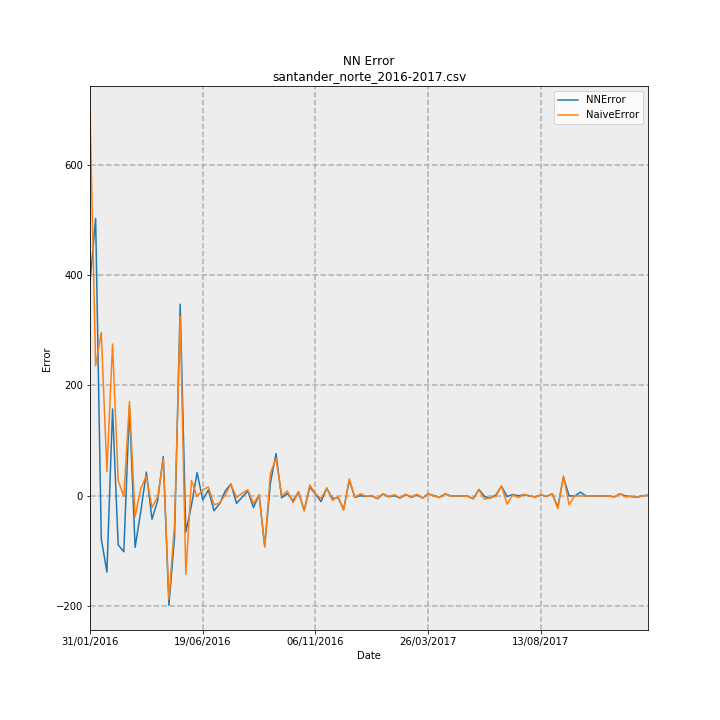 NN Error
santander_norte_2016-2017.csv
NNError
NaiveError
600
400
200
0
−200
Error
31/01/2016
19/06/2016
06/11/2016
26/03/2017
13/08/2017
Date